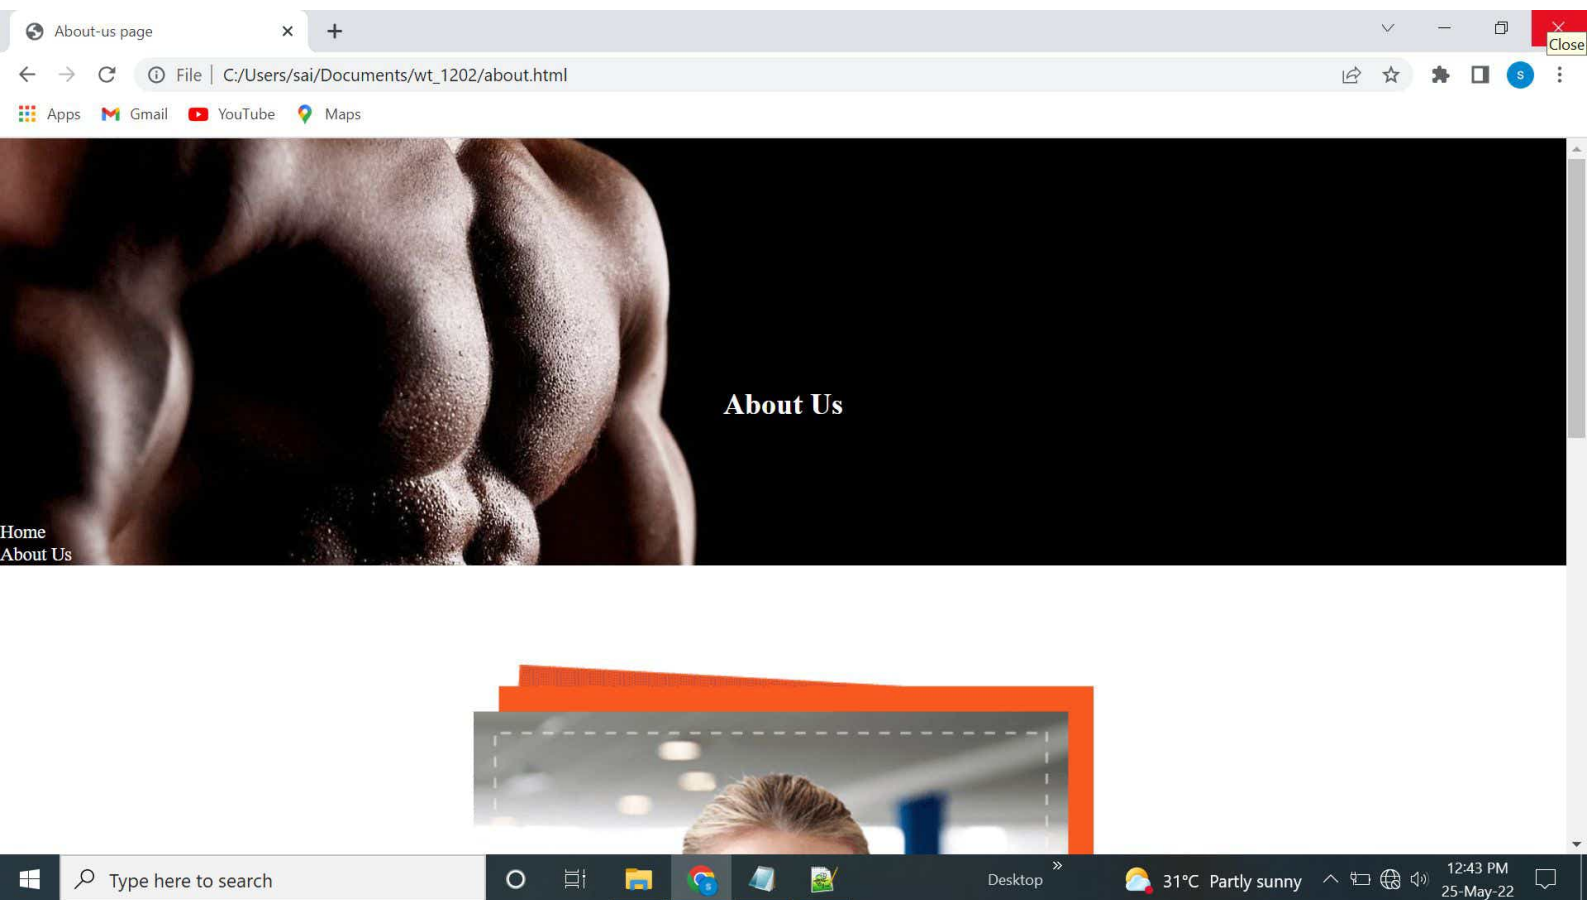 About-us page
Close
File | C:/Users/sai/Documents/wt_1202/about.html
S
Apps Gmail YouTube Maps
About Us
Home
About Us
Type here to search
Desktop
31°C Partly sunny
12:43 PM
25-May-22